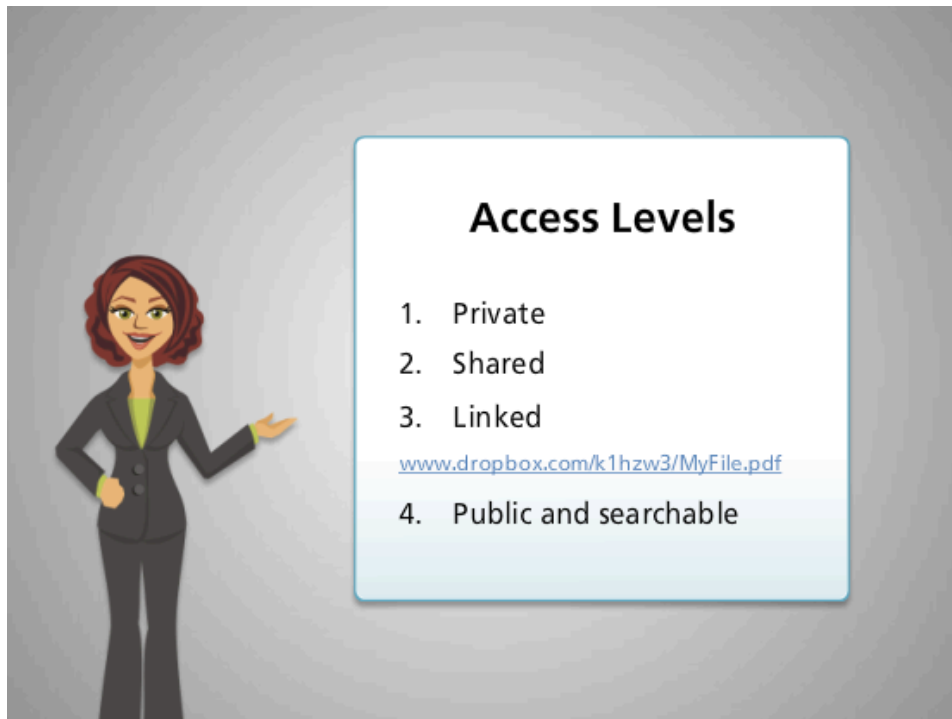 Access Levels
1. Private
2. Shared
3. Linked
www.dropbox.com/k1hzw3/MyFile.pdf
4. Public and searchable